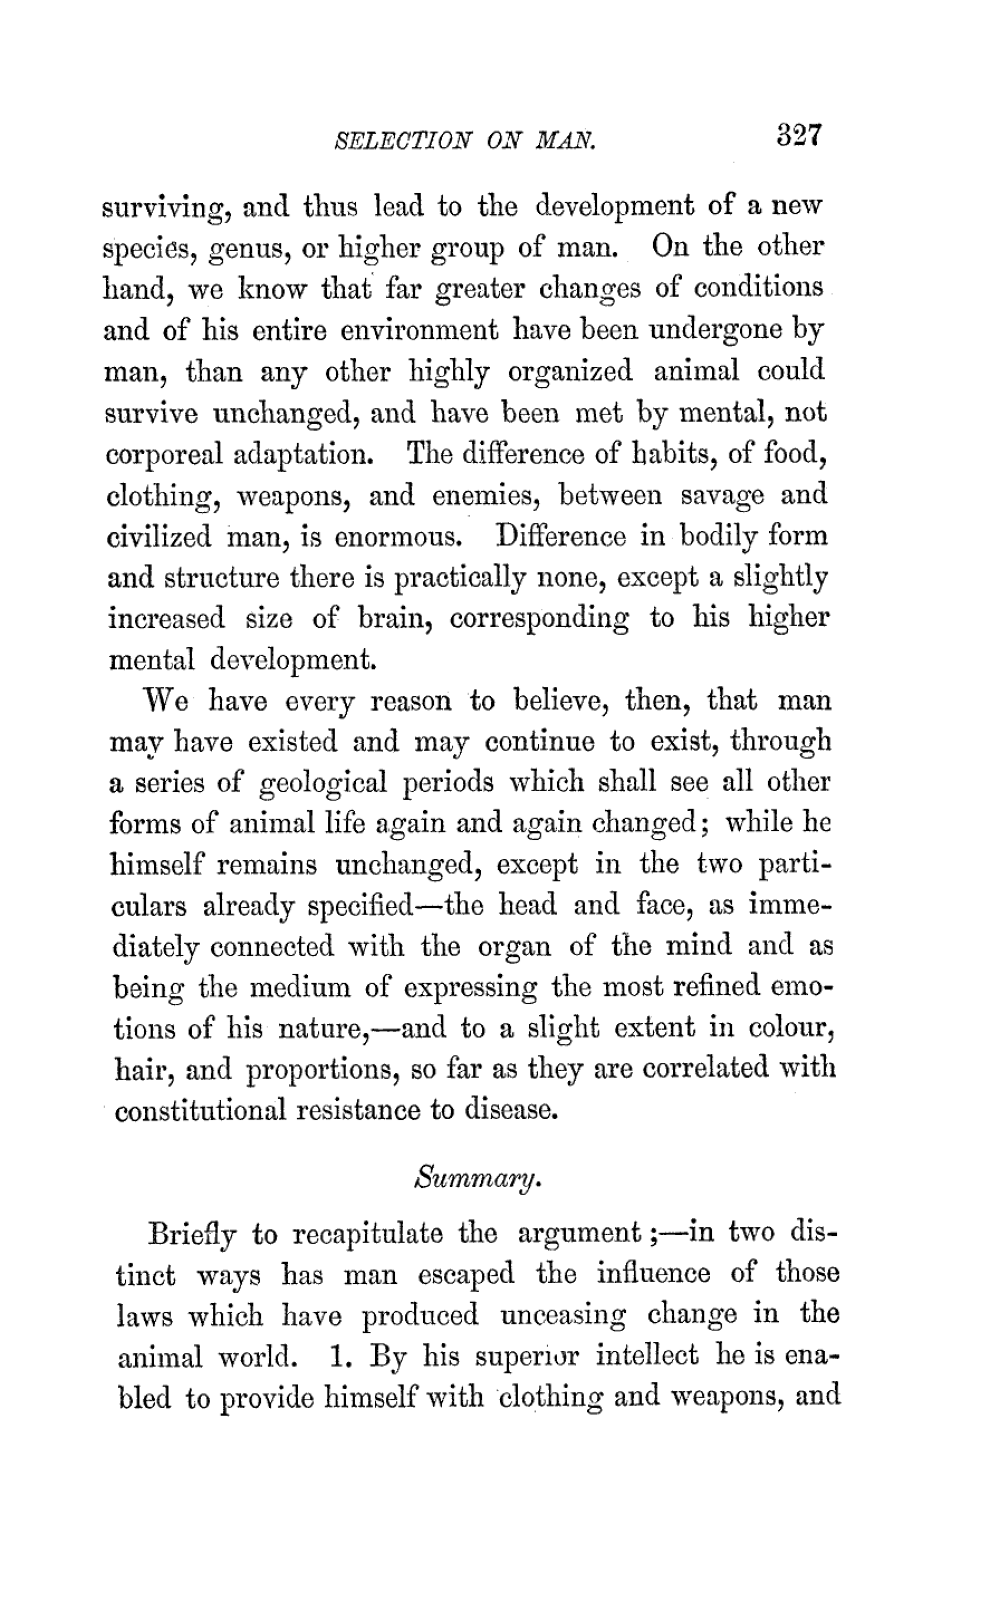 SELECTION ON MAN. 327
surviving, and thus lead to the development of a new
species, genus, or higher group of man. On the other
hand, we know that far greater changes of conditions
and of his entire environment have been undergone by
man, than any other highly organized animal could
survive unchanged, and have been met by mental, not
corporeal adaptation. The difference of habits, of food,
clothing, weapons, and enemies, between savage and
civilized man, is enormous. Difference in bodily form
and structure there is practically none, except a slightly
increased size of brain, corresponding to his higher
mental development.
We have every reason to believe, then, that man
may have existed and may continue to exist, through
a series of geological periods which shall see all other
forms of animal life again and again changed; while he
himself remains unchanged, except in the two parti-
culars already specified—the head and face, as imme-
diately connected with the organ of the mind and as
being the medium of expressing the most refined emo-
tions of his nature,—and to a slight extent in colour,
hair, and proportions, so far as they are correlated with
constitutional resistance to disease.
Summary.
Briefly to recapitulate the argument;—in two dis-
tinct ways has man escaped the influence of those
laws which have produced unceasing change in the
animal world. 1. By his superior intellect he is ena-
bled to provide himself with clothing and weapons, and